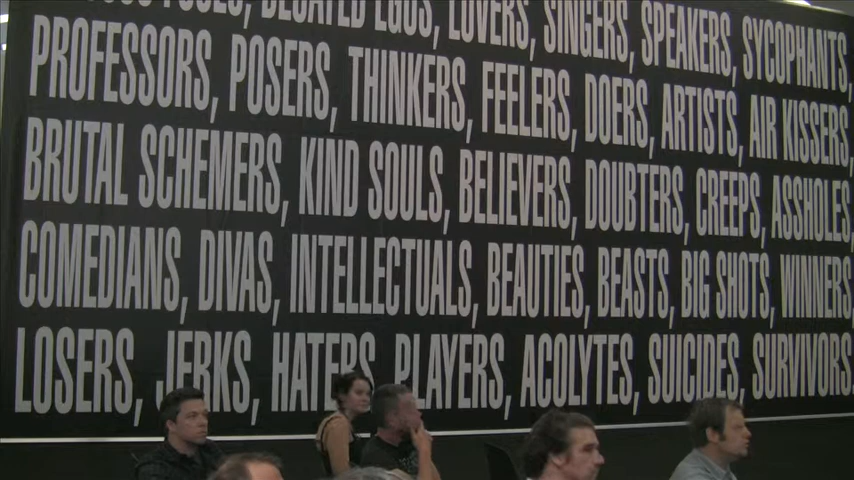 DECAYED EGOS, LOVERS, SINGERS, SPEAKERS, SYCOPHANTS,
PROFESSORS, POSERS, THINKERS, FEELERS, DOERS, ARTISTS, AIR KISSERS,
BRUTAL SCHEMERS, KIND SOULS, BELIEVERS, DOUBTERS, CREEPS, ASSHOLES,
COMEDIANS, DIVAS, INTELLECTUALS, BEAUTIES, BEASTS, BIG SHOTS, WINNERS,
LOSERS, JERKS, HATERS, PLAYERS, ACOLYTES, SUICIDES, SURVIVORS.